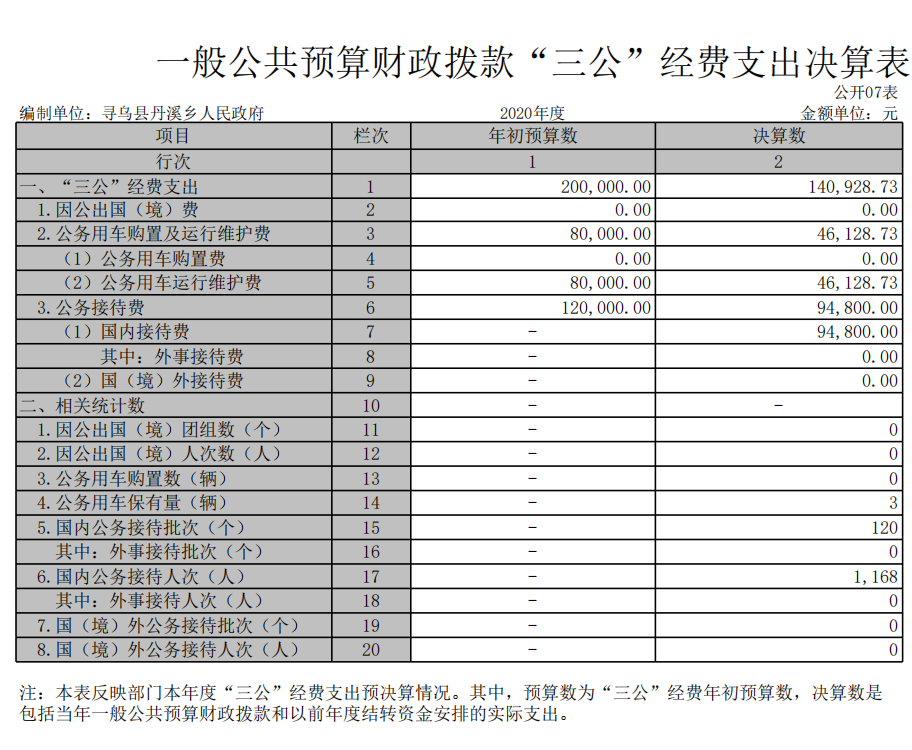 一般公共预算财政拨款“三公”经费支出决算表
公开07表
编制单位：寻乌县丹溪乡人民政府 2020年度 金额单位：元
项目 栏次 年初预算数 决算数
行次 1 2
一、“三公”经费支出 1 200,000.00 140,928.73
1.因公出国（境）费 2 0.00 0.00
2.公务用车购置及运行维护费 3 80,000.00 46,128.73
（1）公务用车购置费 4 0.00 0.00
（2）公务用车运行维护费 5 80,000.00 46,128.73
3.公务接待费 6 120,000.00 94,800.00
（1）国内接待费 7 － 94,800.00
其中：外事接待费 8 － 0.00
（2）国（境）外接待费 9 － 0.00
二、相关统计数 10 － －
1.因公出国（境）团组数（个） 11 － 0
2.因公出国（境）人次数（人） 12 － 0
3.公务用车购置数（辆） 13 － 0
4.公务用车保有量（辆） 14 － 3
5.国内公务接待批次（个） 15 － 120
其中：外事接待批次（个） 16 － 0
6.国内公务接待人次（人） 17 － 1,168
其中：外事接待人次（人） 18 － 0
7.国（境）外公务接待批次（个） 19 － 0
8.国（境）外公务接待人次（人） 20 － 0
注：本表反映部门本年度“三公”经费支出预决算情况。其中，预算数为“三公”经费年初预算数，决算数是
包括当年一般公共预算财政拨款和以前年度结转资金安排的实际支出。